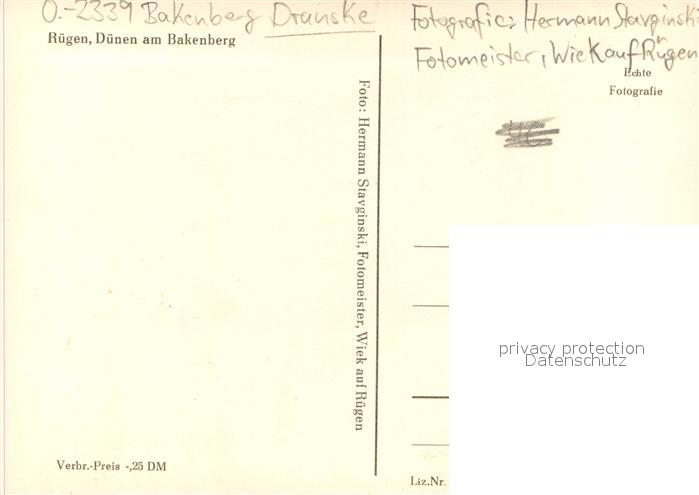 O.-2339 Bakenberg Dranske
Rügen, Dünen am Bakenberg
Foto: Hermann Stavginski, Fotomeister, Wiek auf Rügen
Verbr.-Preis -,25 DM
Fotografie: Hermann Stavginski
Fotomeister, Wiek auf Rügen
Echte
Fotografie
Liz.Nr.
privacy protection
Datenschutz